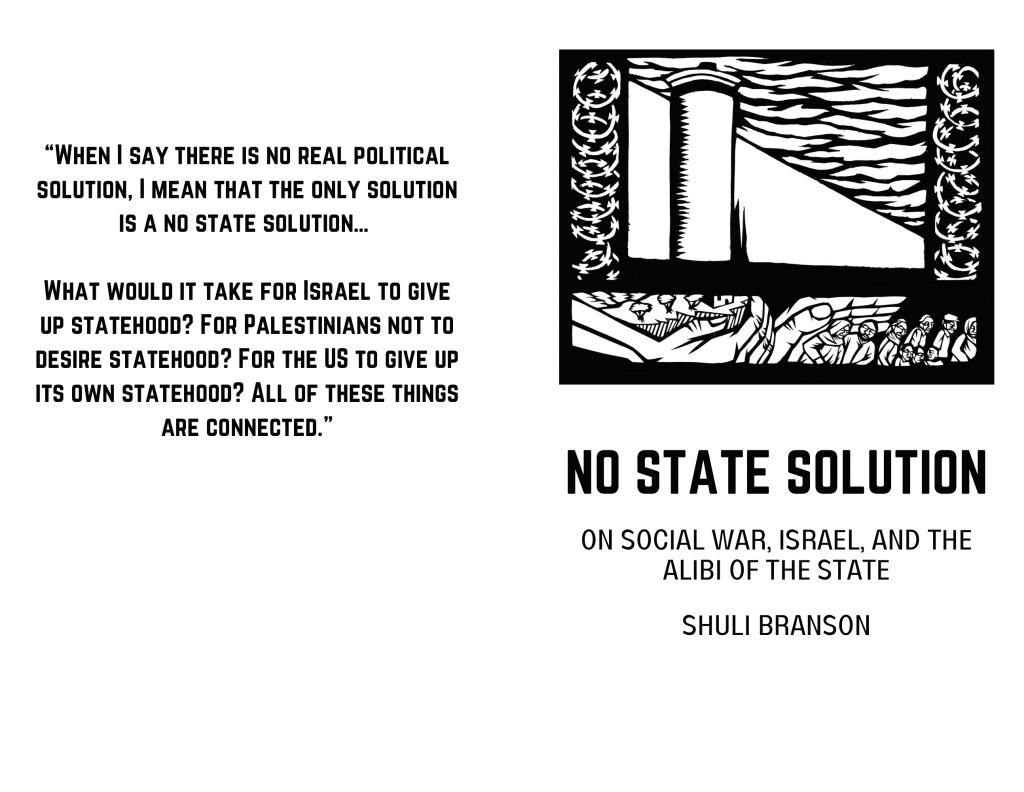 “When I say there is no real political
solution, I mean that the only solution
is a no state solution...
What would it take for Israel to give
up statehood? For Palestinians not to
desire statehood? For the US to give up
its own statehood? All of these things
are connected.”
NO STATE SOLUTION
ON SOCIAL WAR, ISRAEL, AND THE
ALIBI OF THE STATE
SHULI BRANSON